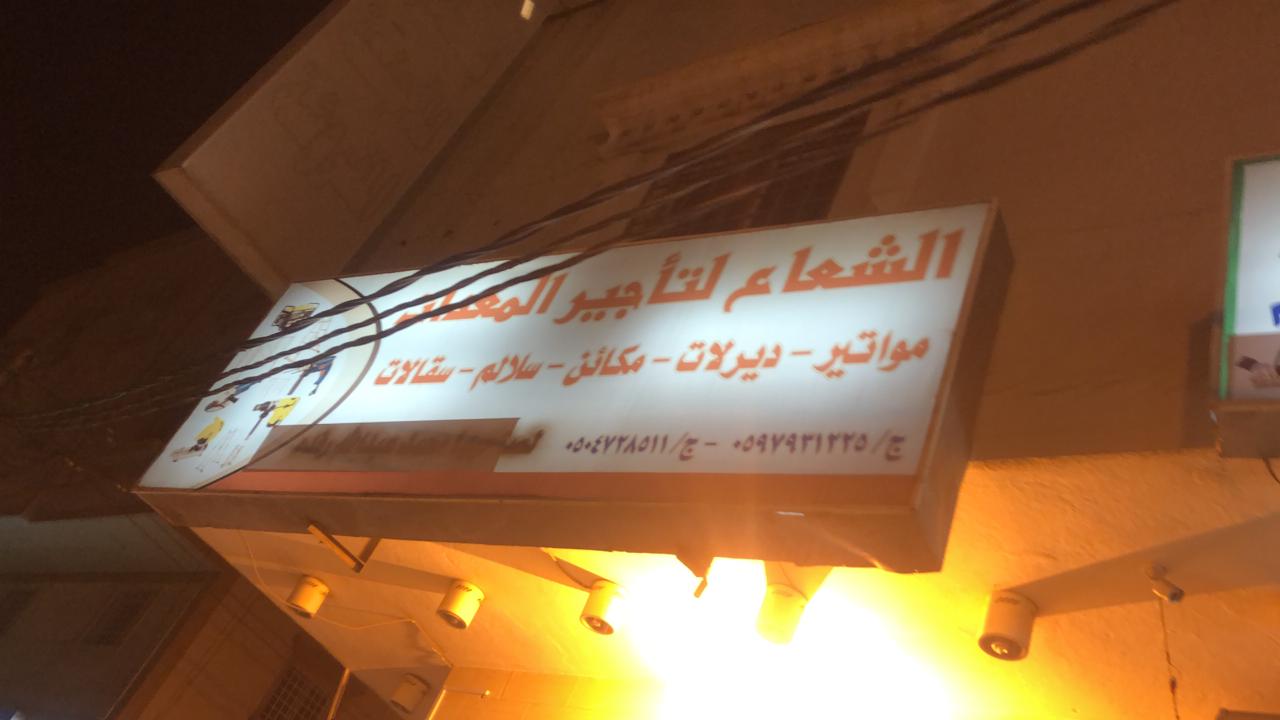 الشعاع لتأجير المعدات
مواتير - ديرلات - مكائن - سلالم - سقالات
ج/ ٠٥٩٧٩٣١٢٢٥ - ج/ ٠٥٠٤٧٢٨٥١١